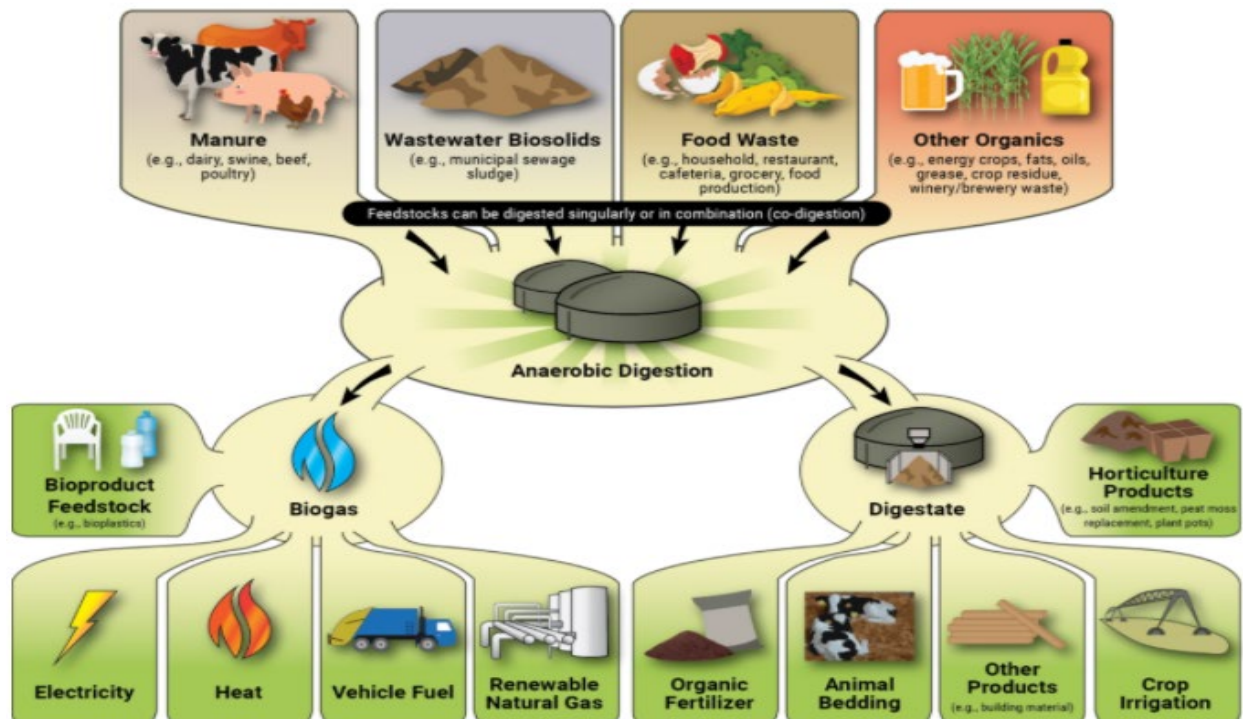 Manure
(e.g., dairy, swine, beef,
poultry)
Wastewater Biosolids
(e.g., municipal sewage
sludge)
Food Waste
(e.g., household, restaurant,
cafeteria, grocery, food
production)
Other Organics
(e.g., energy crops, fats, oils,
grease, crop residue,
winery/brewery waste)
Feedstocks can be digested singularly or in combination (co-digestion)
Anaerobic Digestion
Bioproduct
Feedstock
(e.g., bioplastics)
Biogas
Digestate
Horticulture
Products
(e.g., soil amendment, peat moss
replacement, plant pots)
Electricity
Heat
Vehicle Fuel
Renewable
Natural Gas
Organic
Fertilizer
Animal
Bedding
Other
Products
(e.g., building material)
Crop
Irrigation